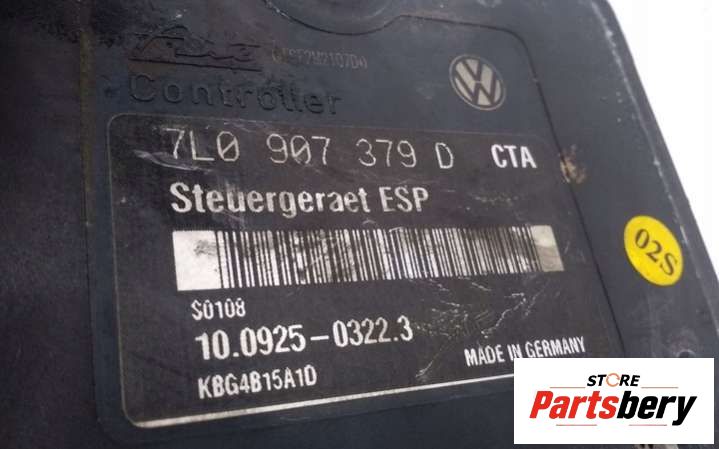 Controller
7L0 907 379 D CTA
Steuergeraet ESP
02S
S0108
10.0925-0322.3
MADE IN GERMANY
KBG4B15A1D
STORE
Partsbery